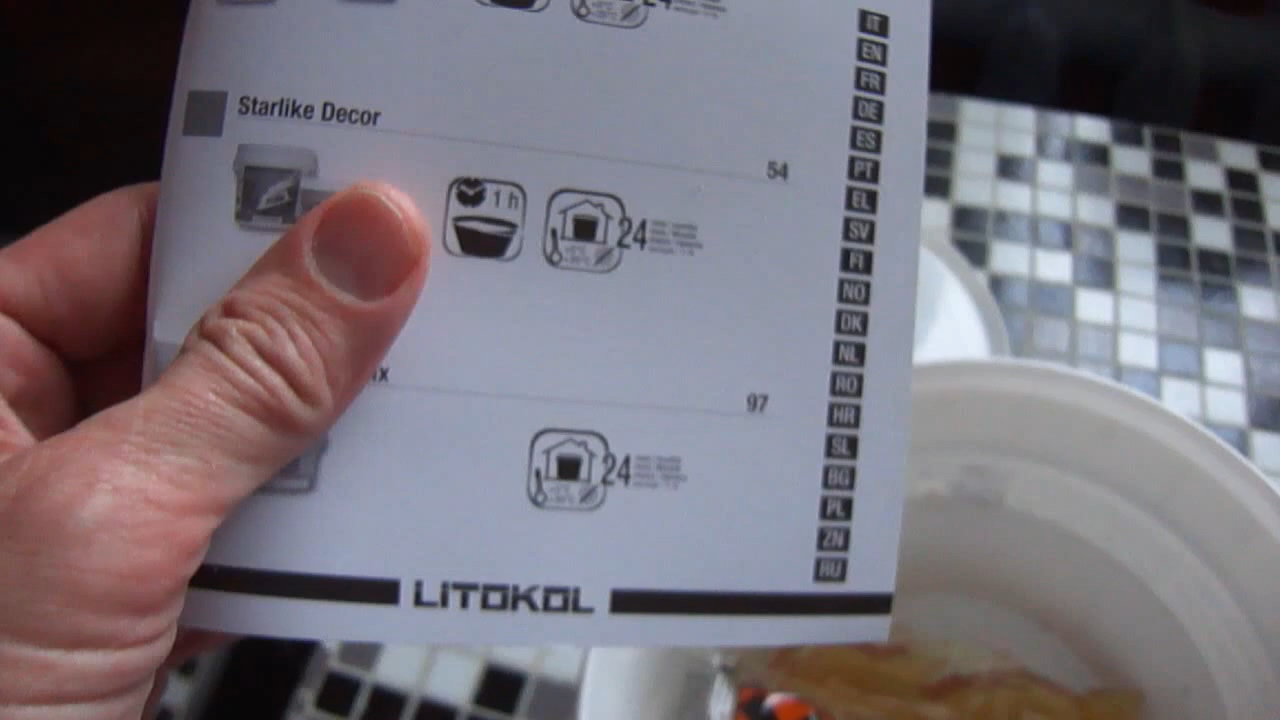 24
IT
EN
FR
DE
ES
PT
EL
SV
FI
NO
DK
NL
RO
HR
SL
BG
PL
ZN
RU
Starlike Decor
54
1 h
24
97
24
LITOKOL